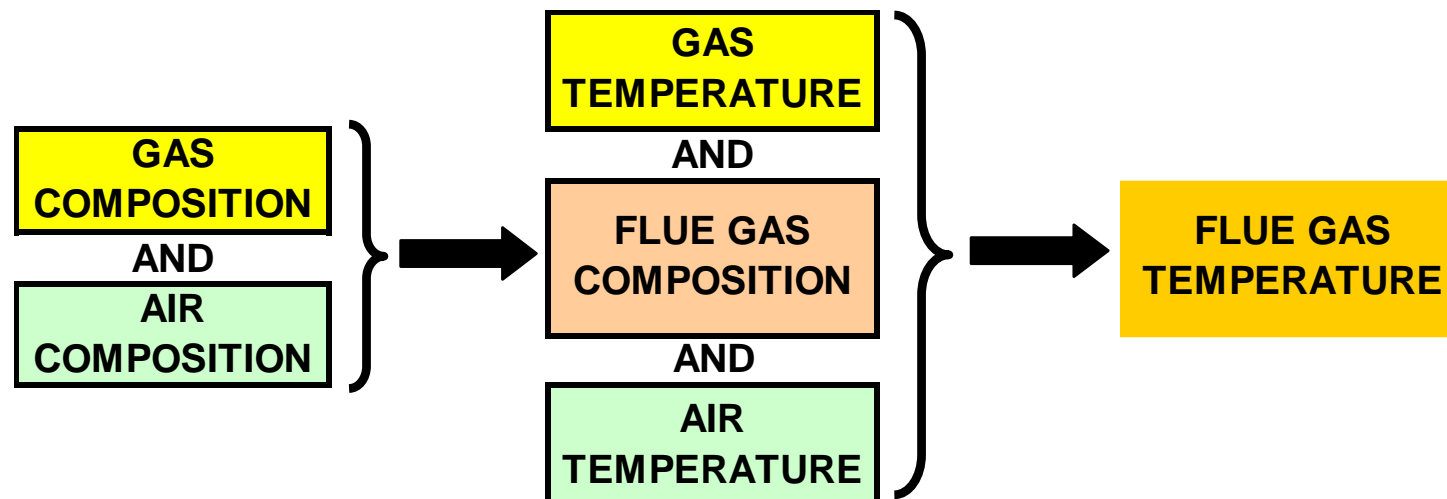 GAS
COMPOSITION
AND
AIR
COMPOSITION
GAS
TEMPERATURE
AND
FLUE GAS
COMPOSITION
AND
AIR
TEMPERATURE
FLUE GAS
TEMPERATURE